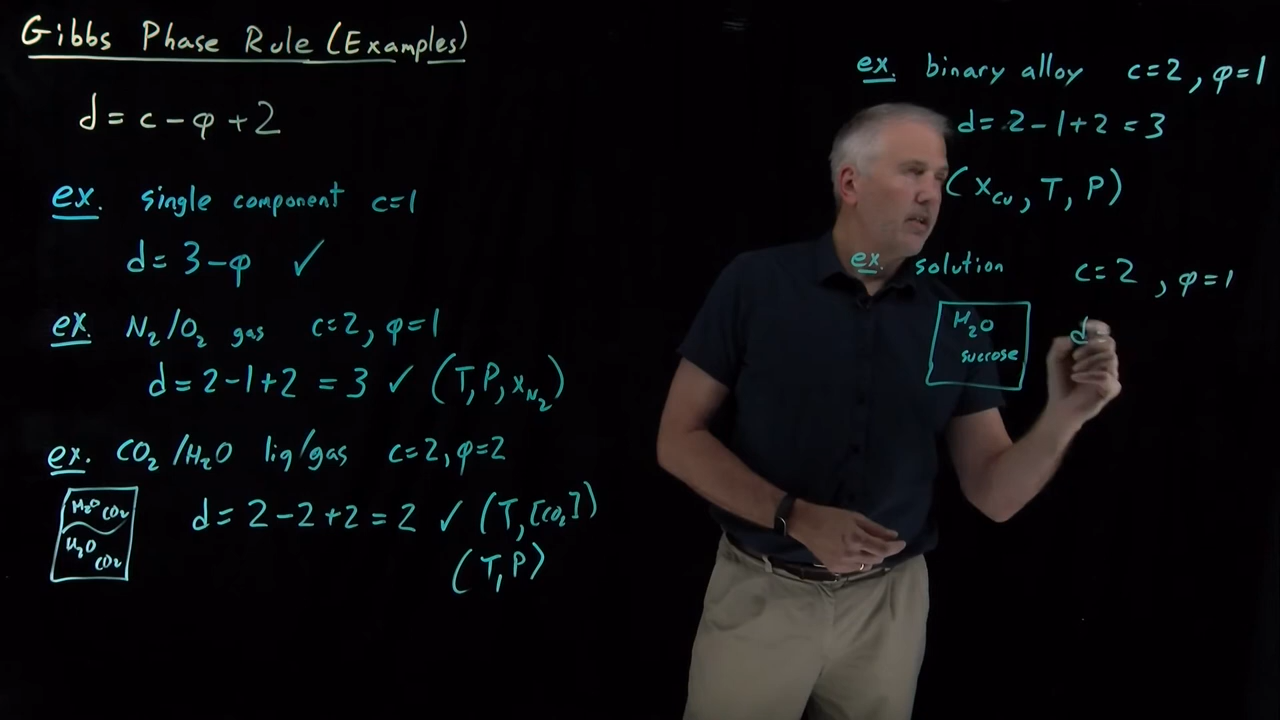 Gibbs Phase Rule (Examples)
d = c - φ + 2
ex. single component c=1
d = 3-φ ✓
ex. N₂/O₂ gas c=2, φ=1
d = 2-1+2 = 3 ✓ (T, P, x_N₂)
ex. CO₂/H₂O liq/gas c=2, φ=2
H₂O CO₂
H₂O
CO₂
d = 2-2+2 = 2 ✓ (T, [CO₂])
(T, P)
ex. binary alloy c=2, φ=1
d = 2-1+2 = 3
(x_Cu, T, P)
ex. solution c=2, φ=1
H₂O
sucrose
d